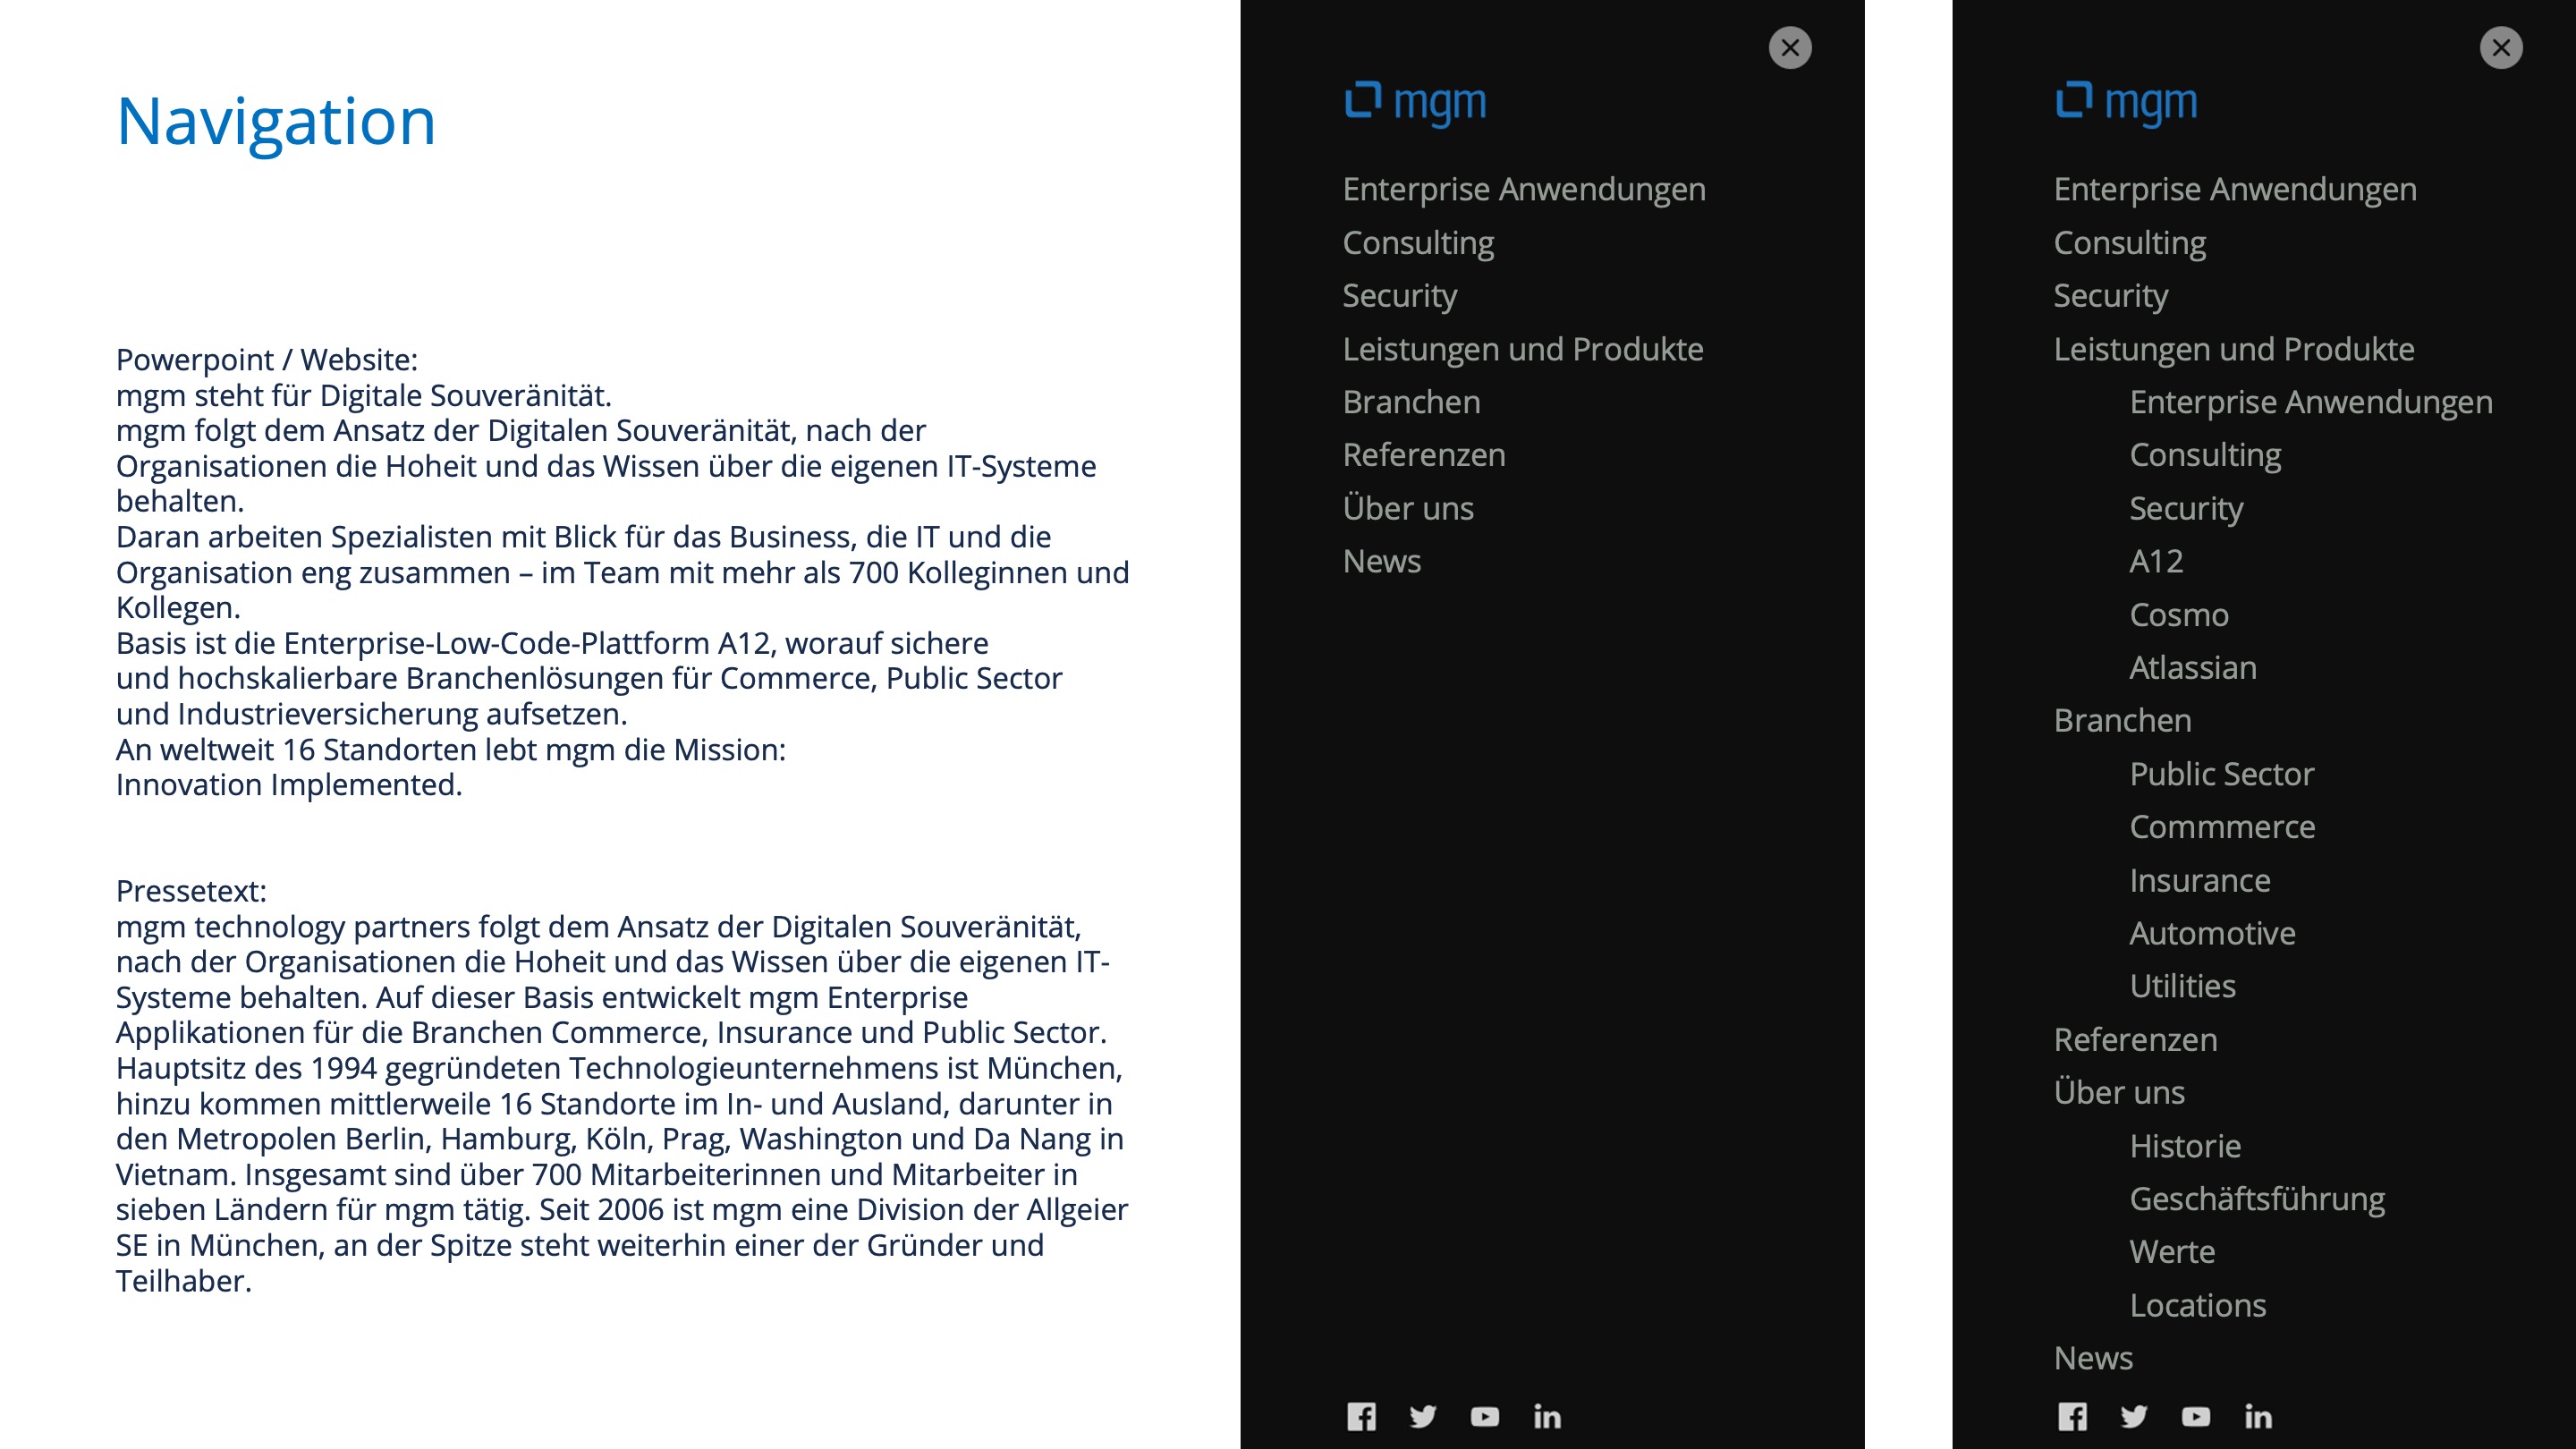 Navigation
Powerpoint / Website:
mgm steht für Digitale Souveränität.
mgm folgt dem Ansatz der Digitalen Souveränität, nach der
Organisationen die Hoheit und das Wissen über die eigenen IT-Systeme
behalten.
Daran arbeiten Spezialisten mit Blick für das Business, die IT und die
Organisation eng zusammen – im Team mit mehr als 700 Kolleginnen und
Kollegen.
Basis ist die Enterprise-Low-Code-Plattform A12, worauf sichere
und hochskalierbare Branchenlösungen für Commerce, Public Sector
und Industrieversicherung aufsetzen.
An weltweit 16 Standorten lebt mgm die Mission:
Innovation Implemented.
Pressetext:
mgm technology partners folgt dem Ansatz der Digitalen Souveränität,
nach der Organisationen die Hoheit und das Wissen über die eigenen IT-
Systeme behalten. Auf dieser Basis entwickelt mgm Enterprise
Applikationen für die Branchen Commerce, Insurance und Public Sector.
Hauptsitz des 1994 gegründeten Technologieunternehmens ist München,
hinzu kommen mittlerweile 16 Standorte im In- und Ausland, darunter in
den Metropolen Berlin, Hamburg, Köln, Prag, Washington und Da Nang in
Vietnam. Insgesamt sind über 700 Mitarbeiterinnen und Mitarbeiter in
sieben Ländern für mgm tätig. Seit 2006 ist mgm eine Division der Allgeier
SE in München, an der Spitze steht weiterhin einer der Gründer und
Teilhaber.
mgm
Enterprise Anwendungen
Consulting
Security
Leistungen und Produkte
Branchen
Referenzen
Über uns
News
mgm
Enterprise Anwendungen
Consulting
Security
Leistungen und Produkte
Enterprise Anwendungen
Consulting
Security
A12
Cosmo
Atlassian
Branchen
Public Sector
Commmerce
Insurance
Automotive
Utilities
Referenzen
Über uns
Historie
Geschäftsführung
Werte
Locations
News